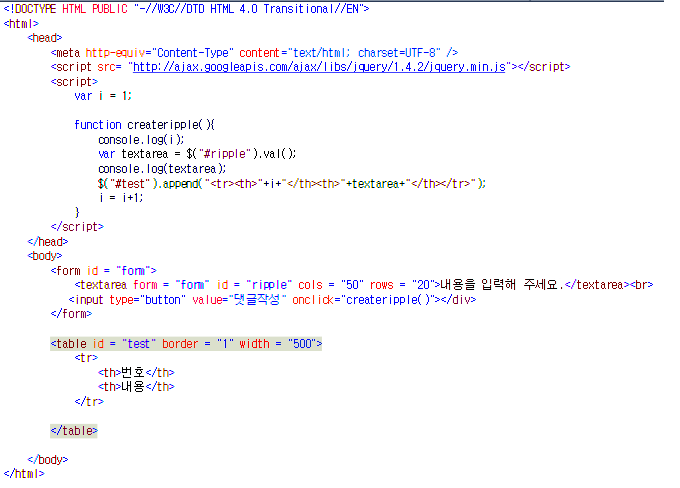 <!DOCTYPE HTML PUBLIC "-//W3C//DTD HTML 4.0 Transitional//EN">
<html>
<head>
<meta http-equiv="Content-Type" content="text/html; charset=UTF-8" />
<script src= "http://ajax.googleapis.com/ajax/libs/jquery/1.4.2/jquery.min.js"></script>
<script>
var i = 1;
function createripple(){
console.log(i);
var textarea = $("#ripple").val();
console.log(textarea);
$("#test").append("<tr><th>"+i+"</th><th>"+textarea+"</th></tr>");
i = i+1;
}
</script>
</head>
<body>
<form id = "form">
<textarea form = "form" id = "ripple" cols = "50" rows = "20">내용을 입력해 주세요.</textarea><br>
<input type="button" value="댓글작성" onclick="createripple()"></div>
</form>
<table id = "test" border = "1" width = "500">
<tr>
<th>번호</th>
<th>내용</th>
</tr>
</table>
</body>
</html>